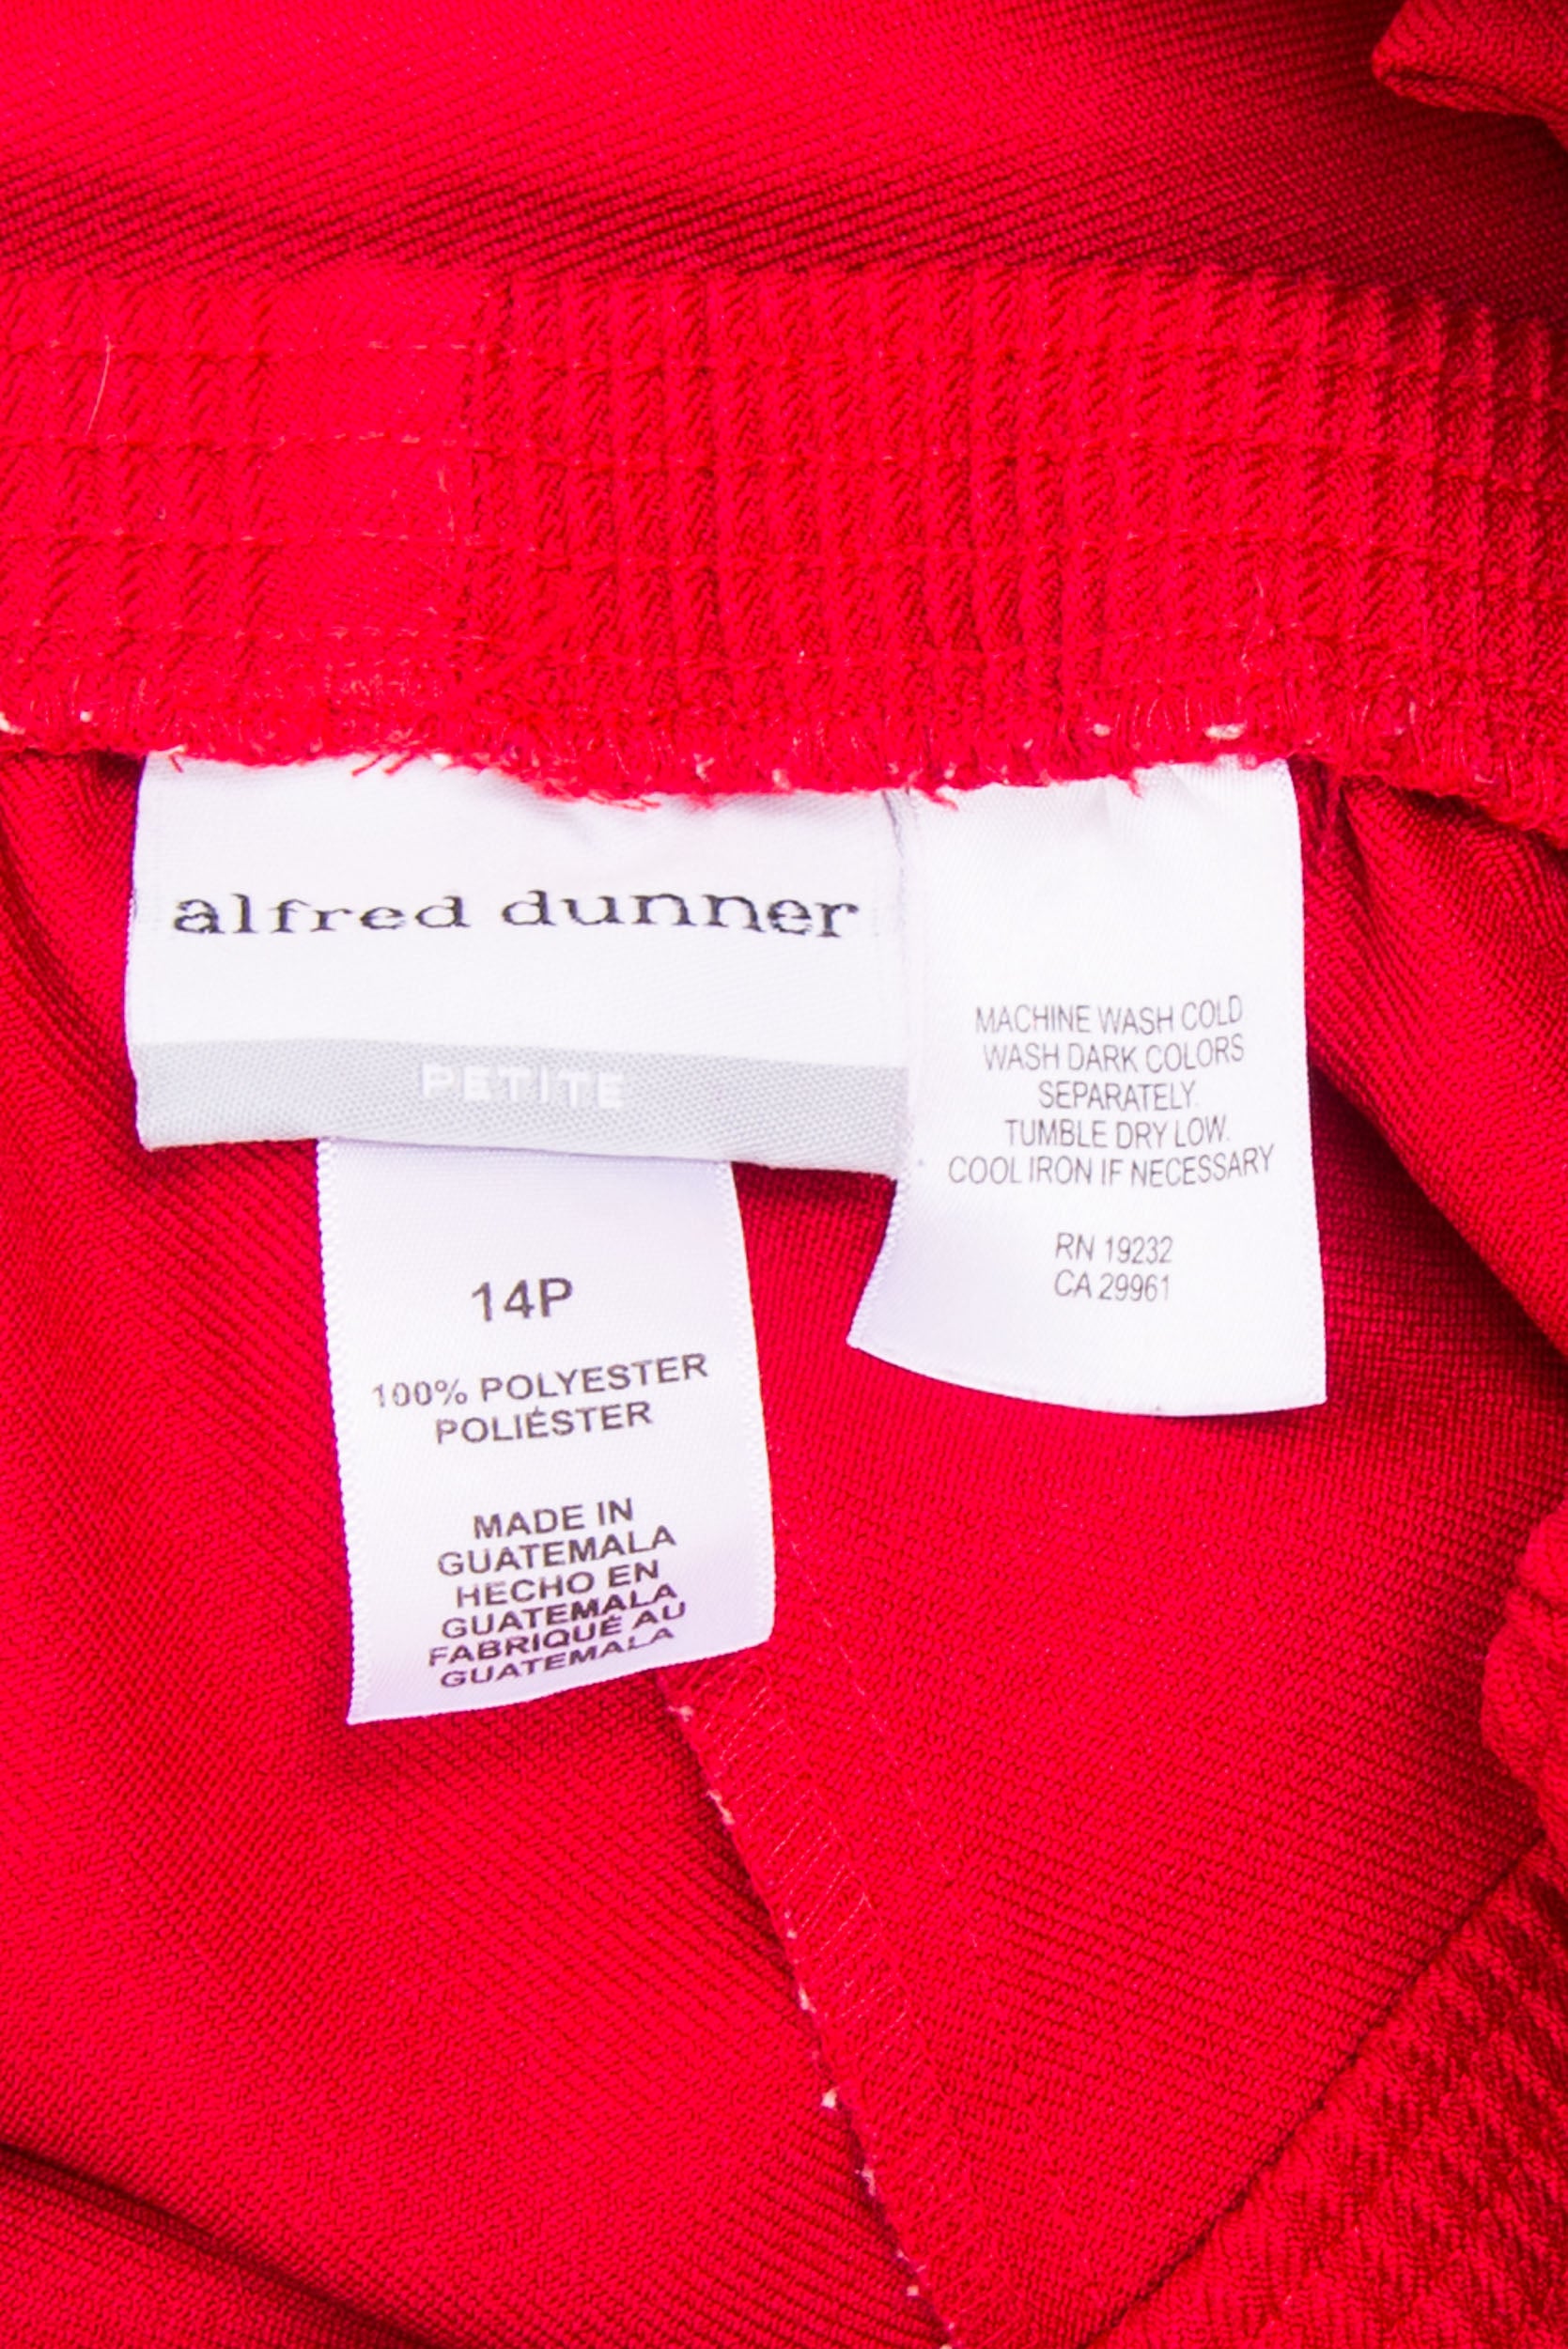 alfred dunner
PETITE
14P
100% POLYESTER
POLIÉSTER
MADE IN
GUATEMALA
HECHO EN
GUATEMALA
FABRIQUÉ AU
GUATEMALA
MACHINE WASH COLD
WASH DARK COLORS
SEPARATELY.
TUMBLE DRY LOW.
COOL IRON IF NECESSARY
RN 19232
CA 29961